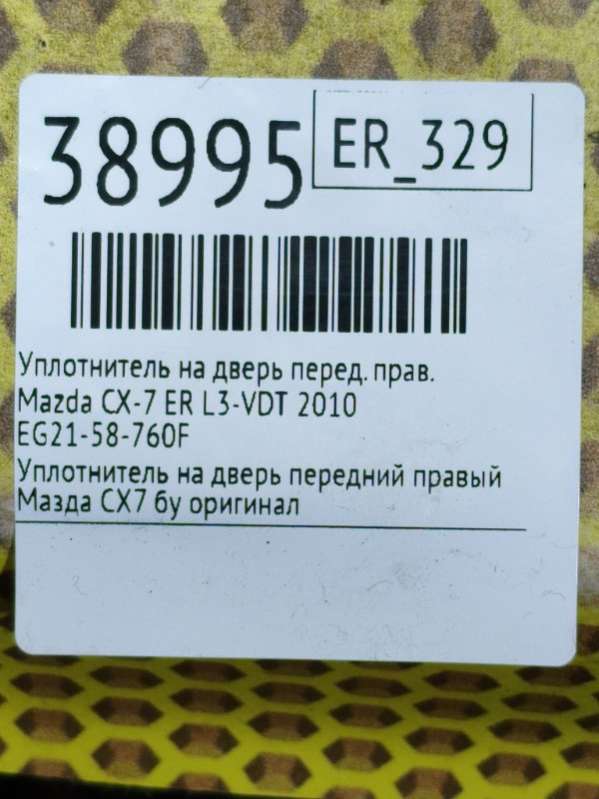 38995
ER_329
Уплотнитель на дверь перед. прав.
Mazda CX-7 ER L3-VDT 2010
EG21-58-760F
Уплотнитель на дверь передний правый
Мазда СХ7 бу оригинал